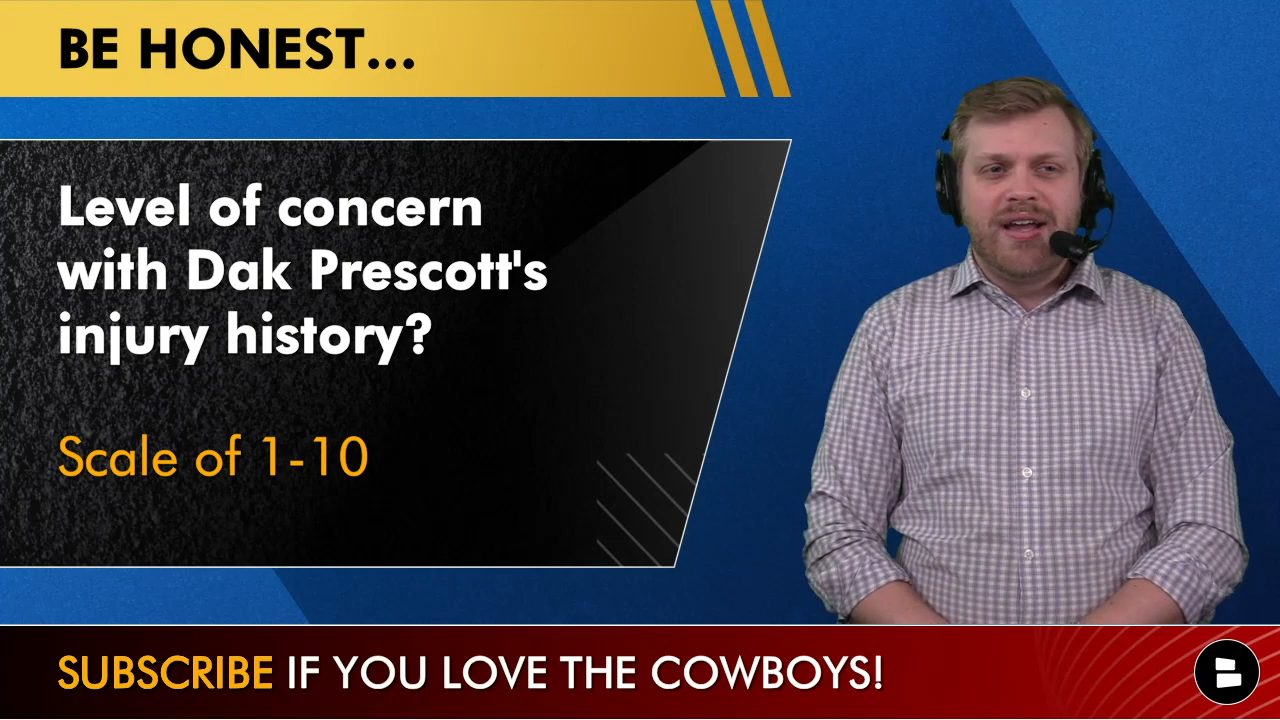 BE HONEST...
Level of concern
with Dak Prescott's
injury history?
Scale of 1-10
SUBSCRIBE IF YOU LOVE THE COWBOYS!